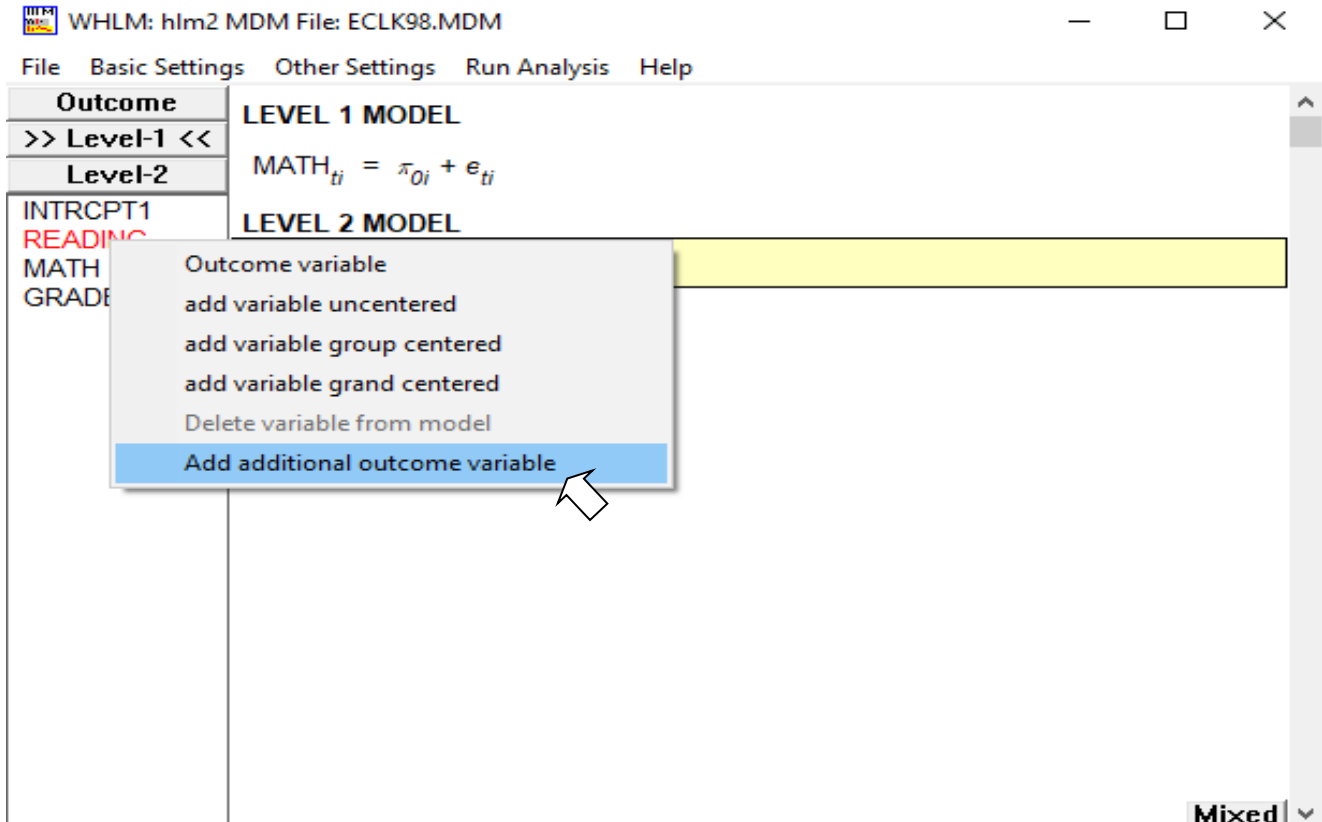 WHLM: hlm2 MDM File: ECLK98.MDM
File Basic Settings Other Settings Run Analysis Help
Outcome
>> Level-1 <<
Level-2
INTRCPT1
READING
MATH
LEVEL 1 MODEL
MATH_ti = π_0i + e_ti
LEVEL 2 MODEL
Outcome variable
add variable uncentered
add variable group centered
add variable grand centered
Delete variable from model
Add additional outcome variable
Mixed